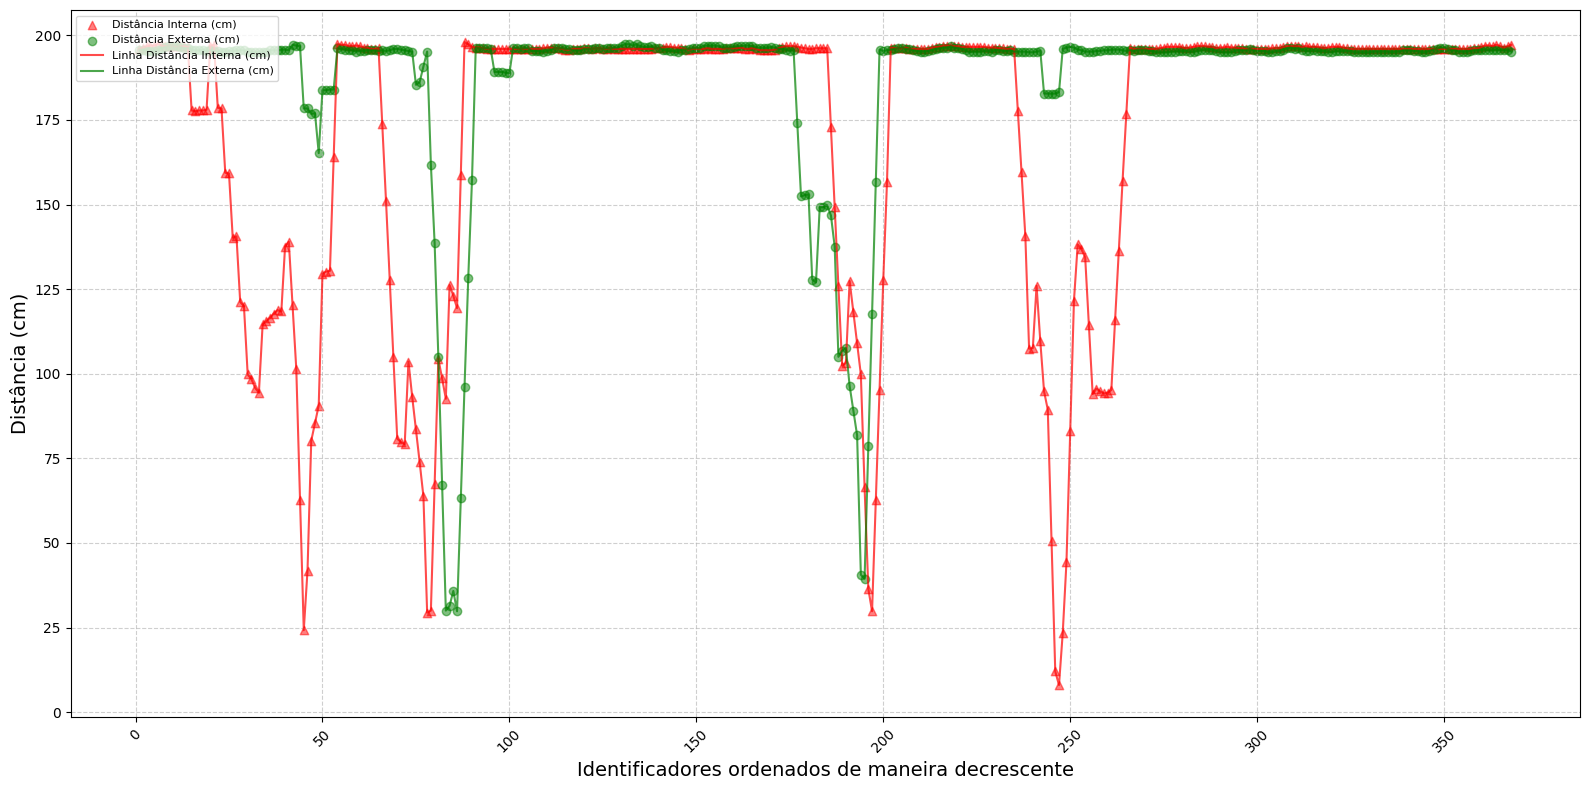 Distância Interna (cm)
Distância Externa (cm)
Linha Distância Interna (cm)
Linha Distância Externa (cm)
200
175
150
125
100
75
50
25
0
Distância (cm)
0 50 100 150 200 250 300 350
Identificadores ordenados de maneira decrescente